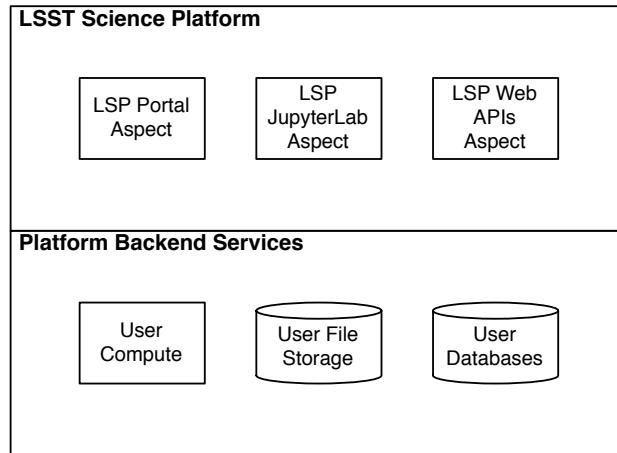 LSST Science Platform
LSP Portal
Aspect
LSP
JupyterLab
Aspect
LSP Web
APIs
Aspect
Platform Backend Services
User
Compute
User File
Storage
User
Databases